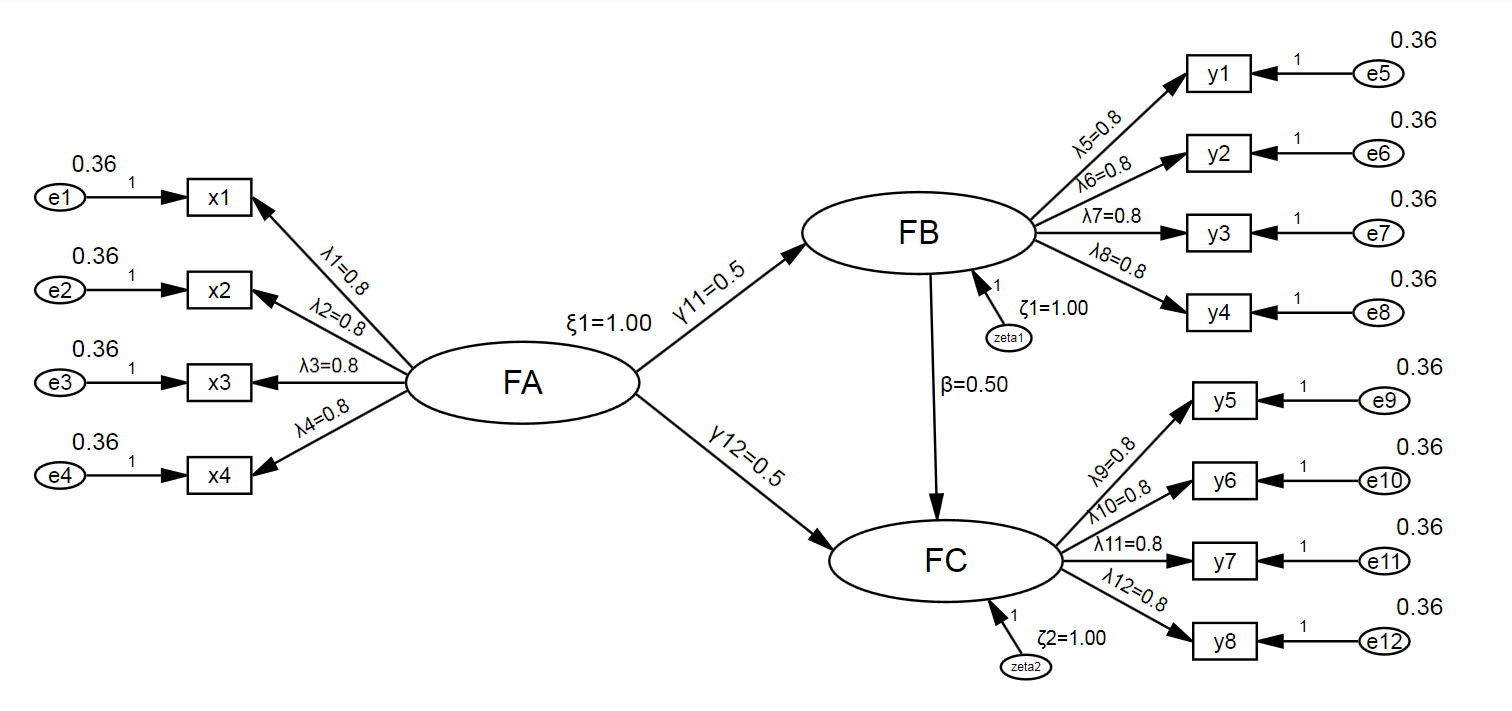 0.36
e1
1
x1
0.36
e2
1
x2
0.36
e3
1
x3
0.36
e4
1
x4
λ1=0.8
λ2=0.8
λ3=0.8
λ4=0.8
FA
ξ1=1.00
γ11=0.5
γ12=0.5
FB
1
ζ1=1.00
zeta1
β=0.50
FC
1
ζ2=1.00
zeta2
λ5=0.8
λ6=0.8
λ7=0.8
λ8=0.8
y1
1
e5
0.36
y2
1
e6
0.36
y3
1
e7
0.36
y4
1
e8
0.36
λ9=0.8
λ10=0.8
λ11=0.8
λ12=0.8
y5
1
e9
0.36
y6
1
e10
0.36
y7
1
e11
0.36
y8
1
e12
0.36